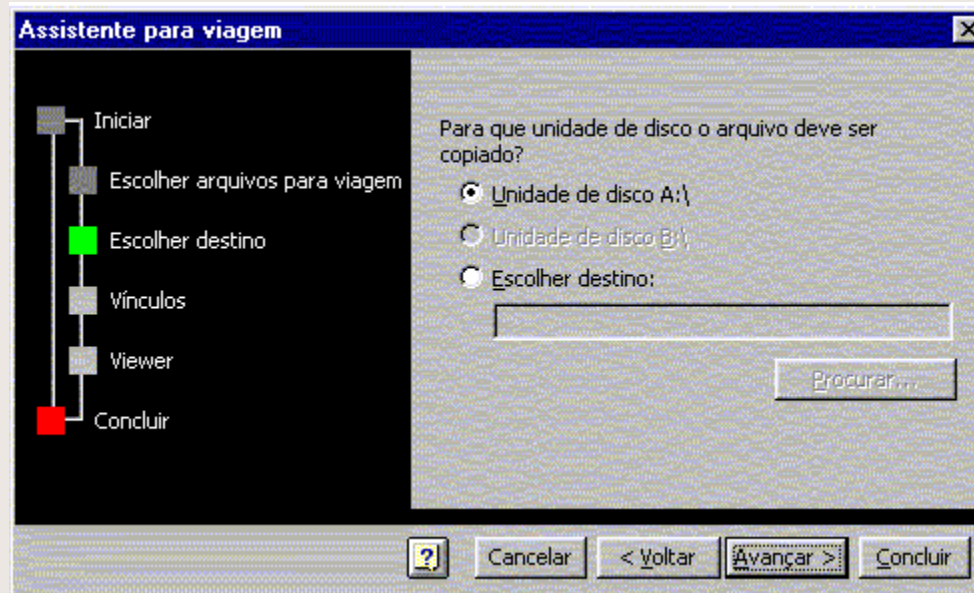 Assistente para viagem
Iniciar
Escolher arquivos para viagem
Escolher destino
Vínculos
Viewer
Concluir
Para que unidade de disco o arquivo deve ser
copiado?
Unidade de disco A:\
Unidade de disco B:\
Escolher destino:
Procurar...
?
Cancelar
< Voltar
Avançar >
Concluir